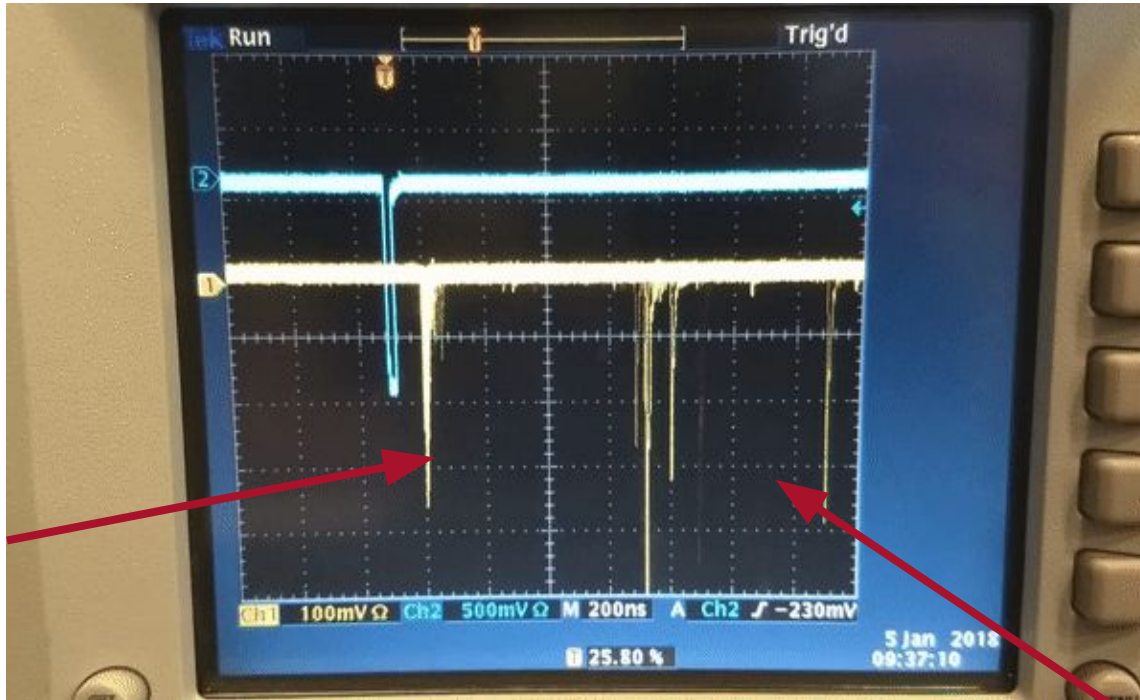 Tek Run Trig'd
T
T
2
1
Ch1 100mV Ω Ch2 500mV Ω M 200ns A Ch2 ʃ -230mV
T 25.80 %
5 Jan 2018
09:37:10